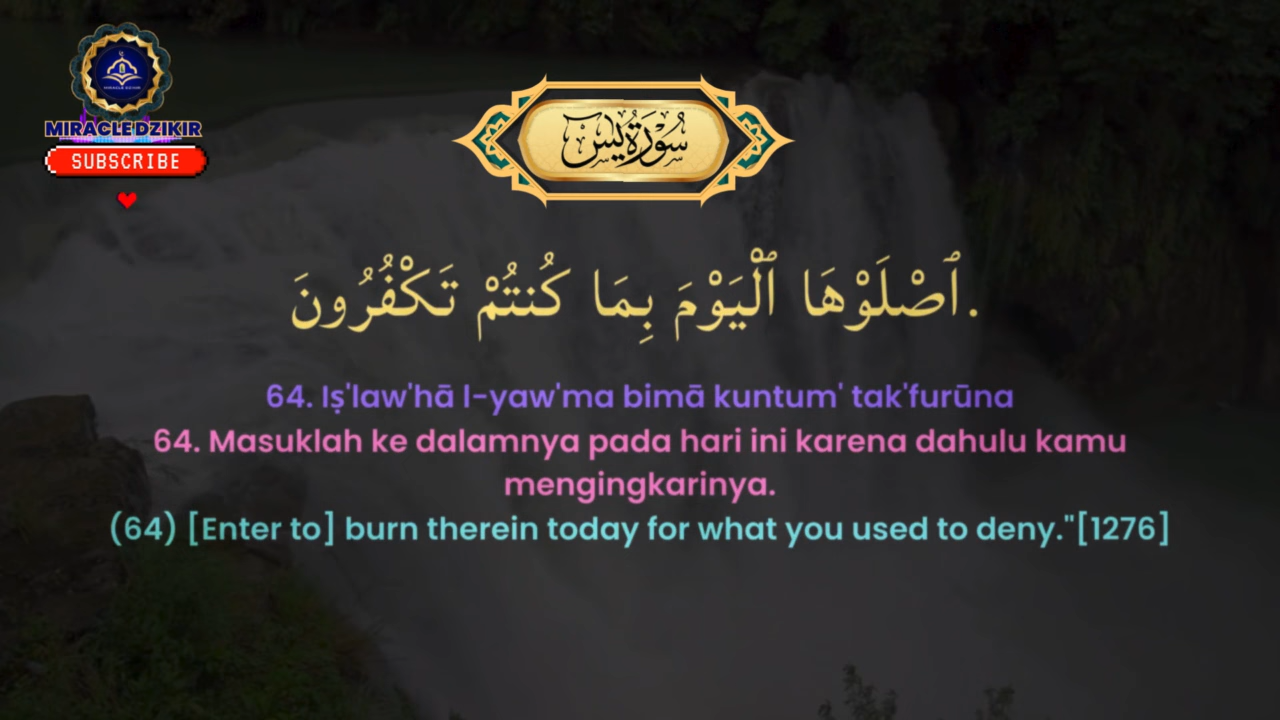 MIRACLE DZIKIR
SUBSCRIBE
سُورَةُ يس
ٱصْلَوْهَا ٱلْيَوْمَ بِمَا كُنتُمْ تَكْفُرُونَ.
64. Iṣ'law'hā l-yaw'ma bimā kuntum' tak'furūna
64. Masuklah ke dalamnya pada hari ini karena dahulu kamu
mengingkarinya.
(64) [Enter to] burn therein today for what you used to deny."[1276]